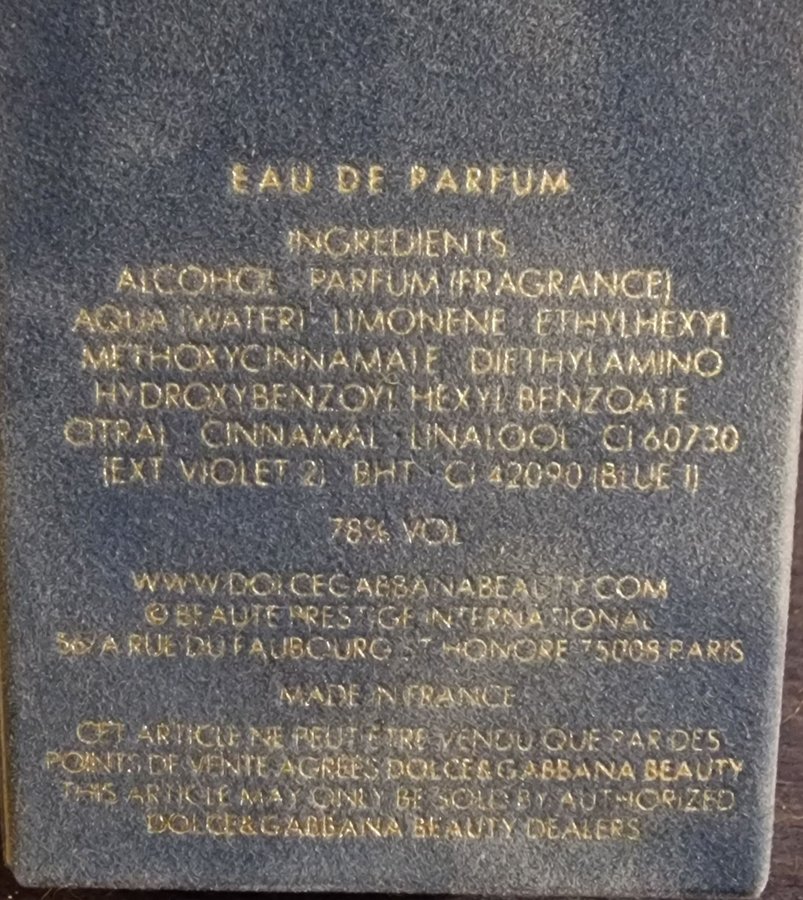 EAU DE PARFUM
INGREDIENTS
ALCOHOL · PARFUM (FRAGRANCE)
AQUA (WATER) · LIMONENE · ETHYLHEXYL
METHOXYCINNAMATE · DIETHYLAMINO
HYDROXYBENZOYL HEXYL BENZOATE
CITRAL · CINNAMAL · LINALOOL · CI 60730
(EXT. VIOLET 2) · BHT · CI 42090 (BLUE 1)
78% VOL
WWW.DOLCEGABBANABEAUTY.COM
© BEAUTE PRESTIGE INTERNATIONAL
56/A RUE DU FAUBOURG ST HONORE 75008 PARIS
MADE IN FRANCE
CET ARTICLE NE PEUT ETRE VENDU QUE PAR DES
POINTS DE VENTE AGREES DOLCE&GABBANA BEAUTY
THIS ARTICLE MAY ONLY BE SOLD BY AUTHORIZED
DOLCE&GABBANA BEAUTY DEALERS